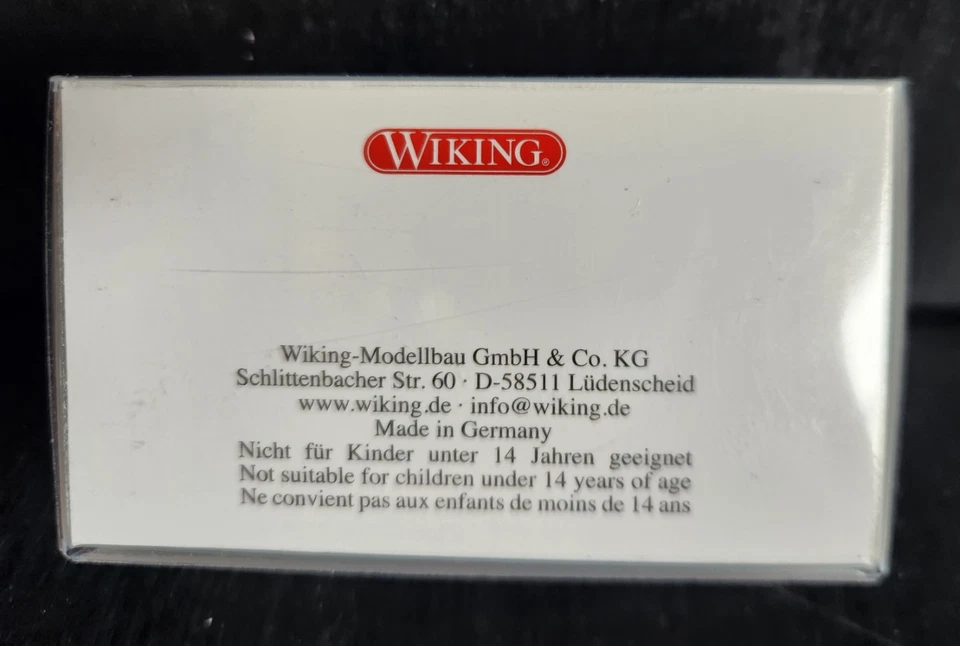 WIKING®
Wiking-Modellbau GmbH & Co. KG
Schlittenbacher Str. 60 · D-58511 Lüdenscheid
www.wiking.de · info@wiking.de
Made in Germany
Nicht für Kinder unter 14 Jahren geeignet
Not suitable for children under 14 years of age
Ne convient pas aux enfants de moins de 14 ans